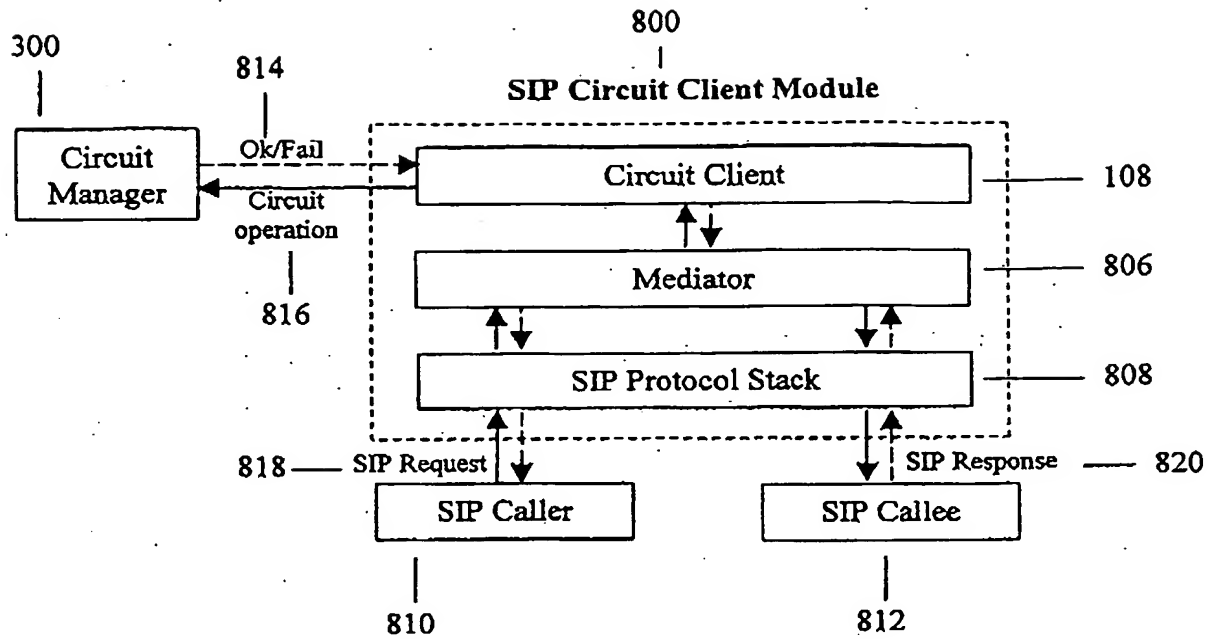 800
300
814
SIP Circuit Client Module
Ok/Fail
Circuit
Manager
Circuit Client
108
Circuit
operation
Mediator
806
816
SIP Protocol Stack
808
818
SIP Request
SIP Response
820
SIP Caller
SIP Callee
810
812